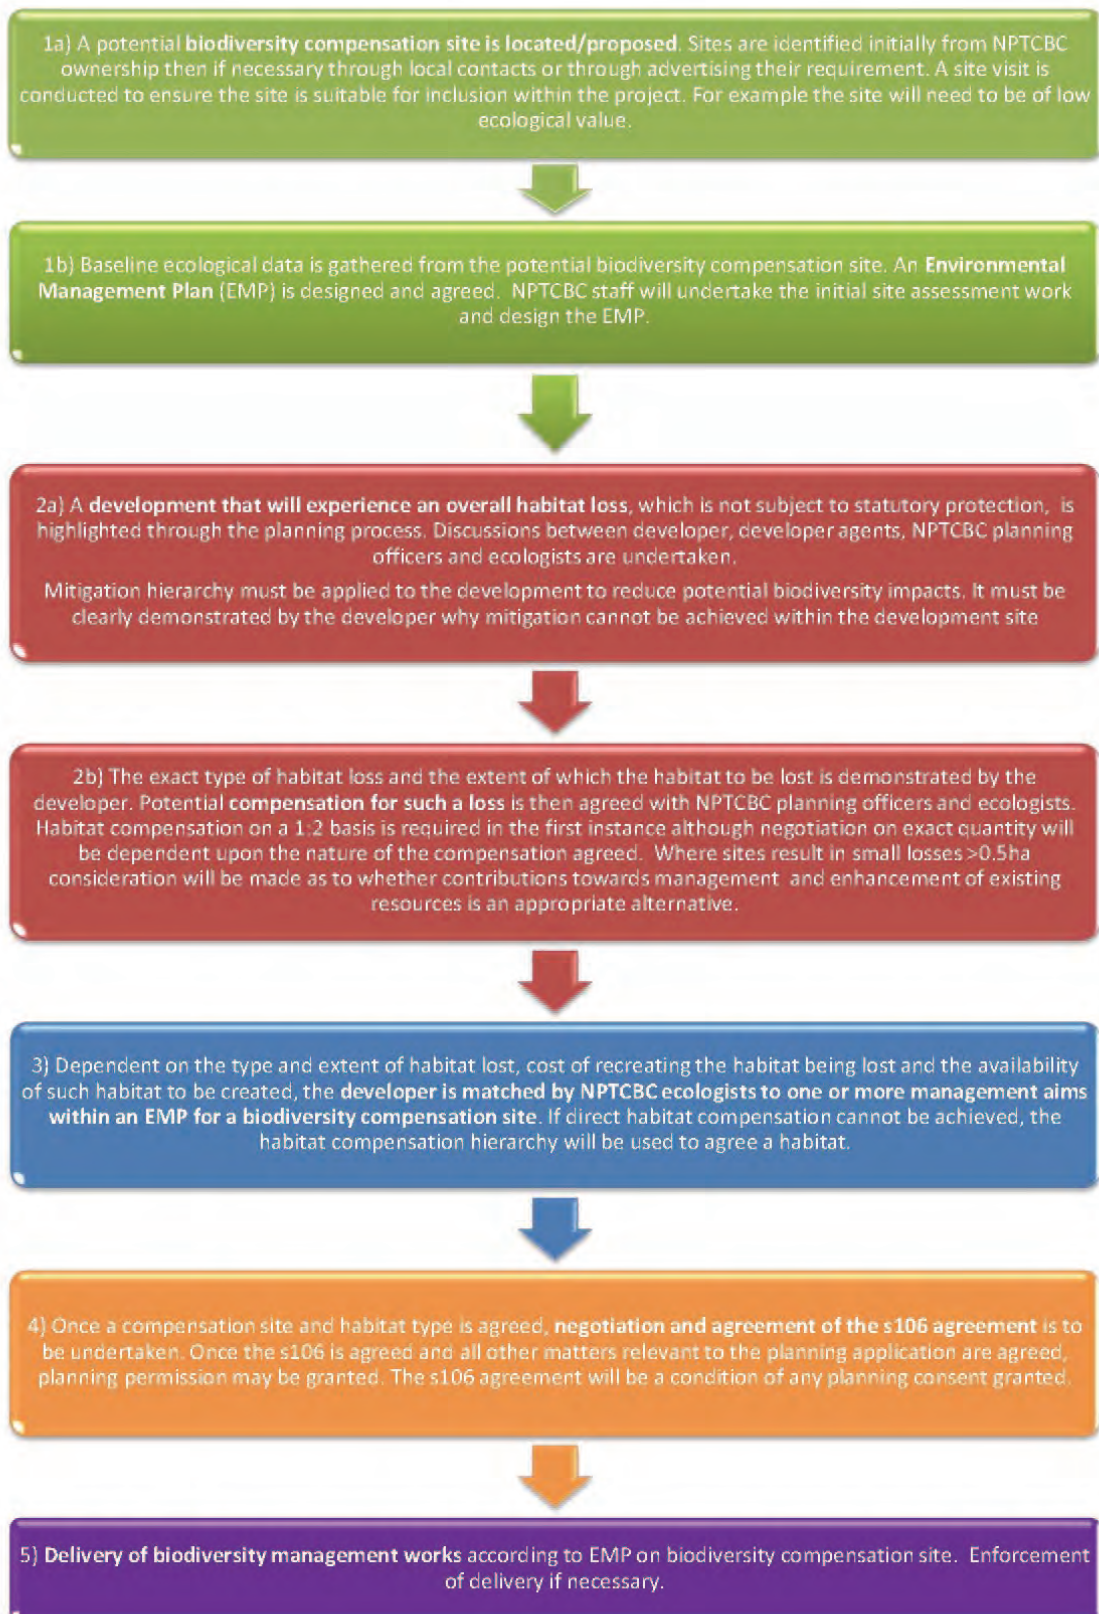 1a) A potential biodiversity compensation site is located/proposed. Sites are identified initially from NPTCBC
ownership then if necessary through local contacts or through advertising their requirement. A site visit is
conducted to ensure the site is suitable for inclusion within the project. For example the site will need to be of low
ecological value.
1b) Baseline ecological data is gathered from the potential biodiversity compensation site. An Environmental
Management Plan (EMP) is designed and agreed. NPTCBC staff will undertake the initial site assessment work
and design the EMP.
2a) A development that will experience an overall habitat loss, which is not subject to statutory protection, is
highlighted through the planning process. Discussions between developer, developer agents, NPTCBC planning
officers and ecologists are undertaken.
Mitigation hierarchy must be applied to the development to reduce potential biodiversity impacts. It must be
clearly demonstrated by the developer why mitigation cannot be achieved within the development site
2b) The exact type of habitat loss and the extent of which the habitat to be lost is demonstrated by the
developer. Potential compensation for such a loss is then agreed with NPTCBC planning officers and ecologists.
Habitat compensation on a 1:2 basis is required in the first instance although negotiation on exact quantity will
be dependent upon the nature of the compensation agreed. Where sites result in small losses >0.5ha
consideration will be made as to whether contributions towards management and enhancement of existing
resources is an appropriate alternative.
3) Dependent on the type and extent of habitat lost, cost of recreating the habitat being lost and the availability
of such habitat to be created, the developer is matched by NPTCBC ecologists to one or more management aims
within an EMP for a biodiversity compensation site. If direct habitat compensation cannot be achieved, the
habitat compensation hierarchy will be used to agree a habitat.
4) Once a compensation site and habitat type is agreed, negotiation and agreement of the s106 agreement is to
be undertaken. Once the s106 is agreed and all other matters relevant to the planning application are agreed,
planning permission may be granted. The s106 agreement will be a condition of any planning consent granted.
5) Delivery of biodiversity management works according to EMP on biodiversity compensation site. Enforcement
of delivery if necessary.